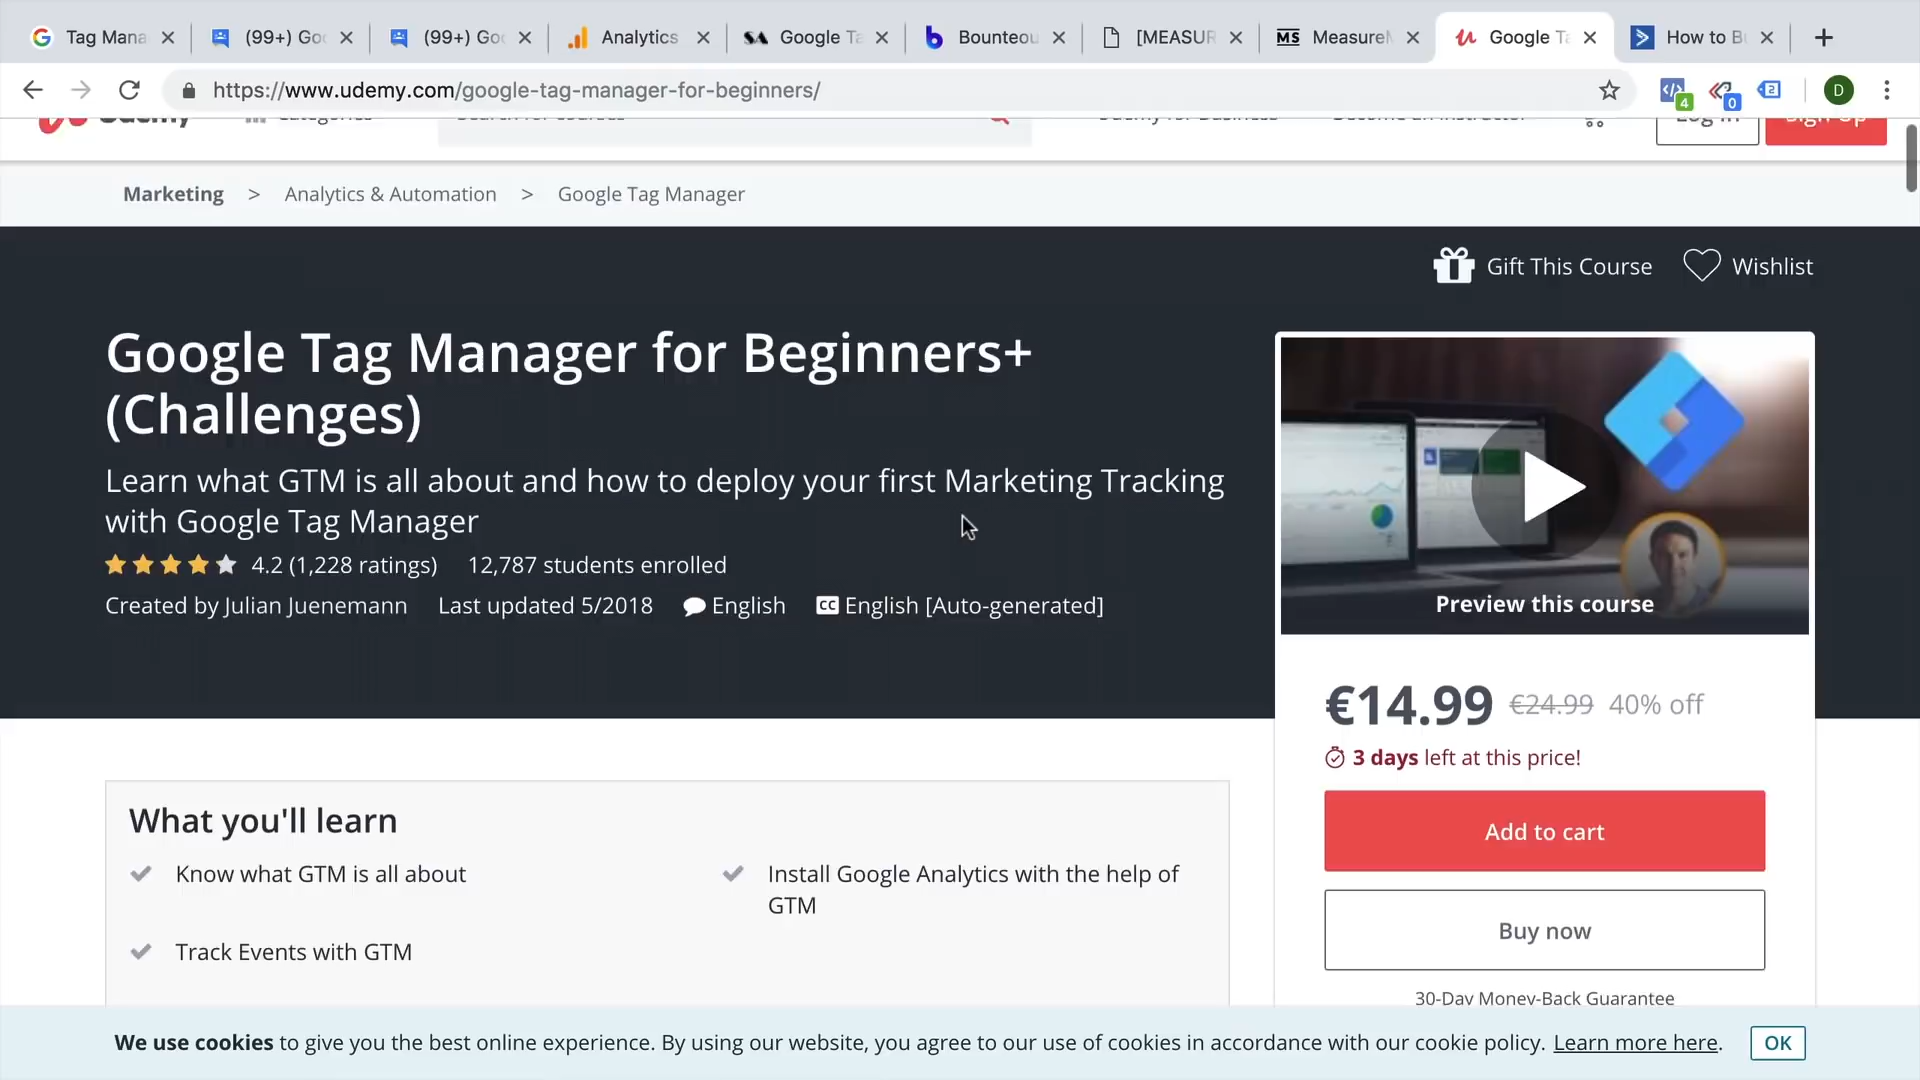 Tag Mana
(99+) Go
(99+) Go
Analytics
Google Ta
Bounteou
[MEASUR
Measure
Google Ta
How to B
https://www.udemy.com/google-tag-manager-for-beginners/
4
0
2
D
Marketing > Analytics & Automation > Google Tag Manager
Gift This Course
Wishlist
Google Tag Manager for Beginners+
(Challenges)
Learn what GTM is all about and how to deploy your first Marketing Tracking
with Google Tag Manager
4.2 (1,228 ratings) 12,787 students enrolled
Created by Julian Juenemann Last updated 5/2018 English CC English [Auto-generated]
Preview this course
€14.99 €24.99 40% off
3 days left at this price!
Add to cart
Buy now
30-Day Money-Back Guarantee
What you'll learn
Know what GTM is all about
Install Google Analytics with the help of
GTM
Track Events with GTM
We use cookies to give you the best online experience. By using our website, you agree to our use of cookies in accordance with our cookie policy. Learn more here.
OK